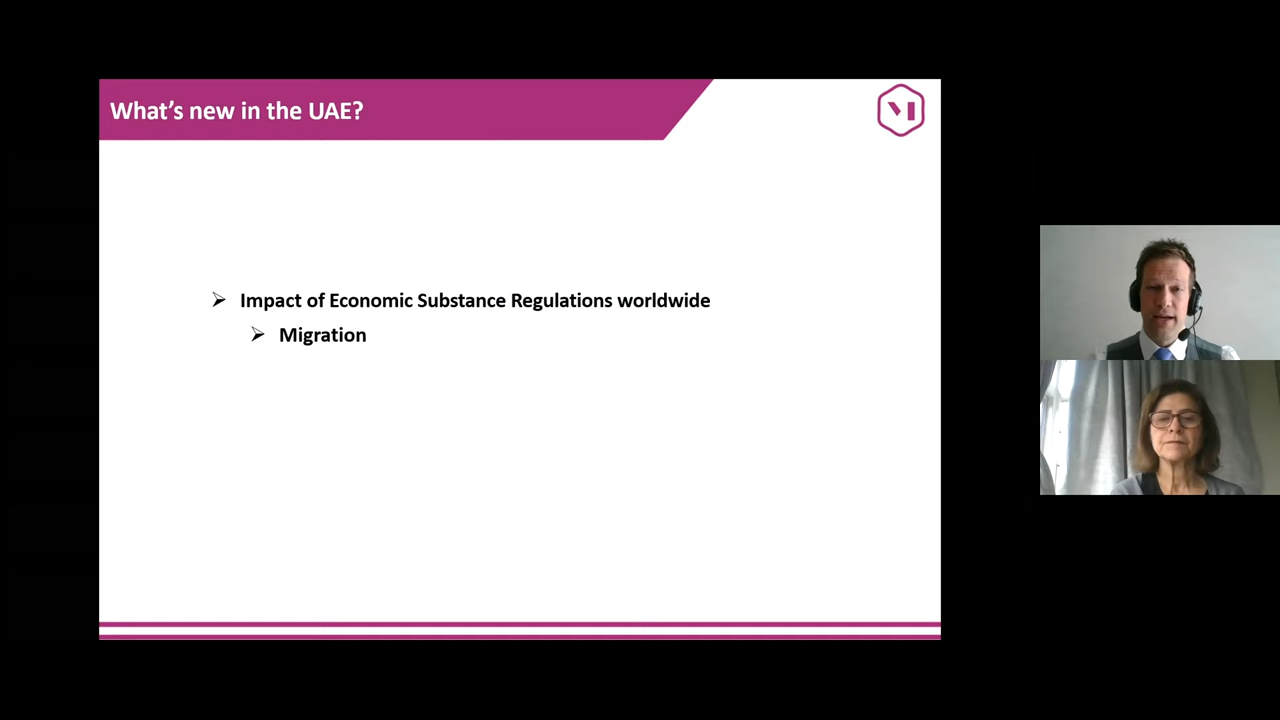 What's new in the UAE?
Impact of Economic Substance Regulations worldwide
Migration